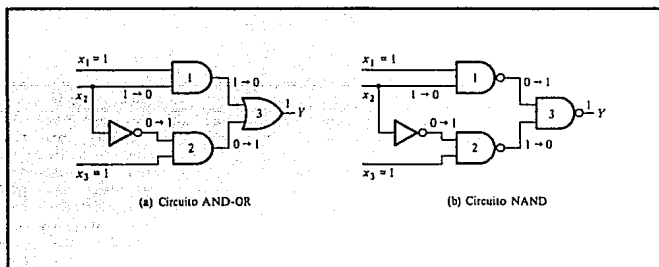 x₁ = 1
1
1 → 0
x₂
1 → 0
3
1
Y
0 → 1
2
0 → 1
x₃ = 1
(a) Circuito AND-OR
x₁ = 1
1
0 → 1
x₂
1 → 0
3
1
Y
0 → 1
2
1 → 0
x₃ = 1
(b) Circuito NAND